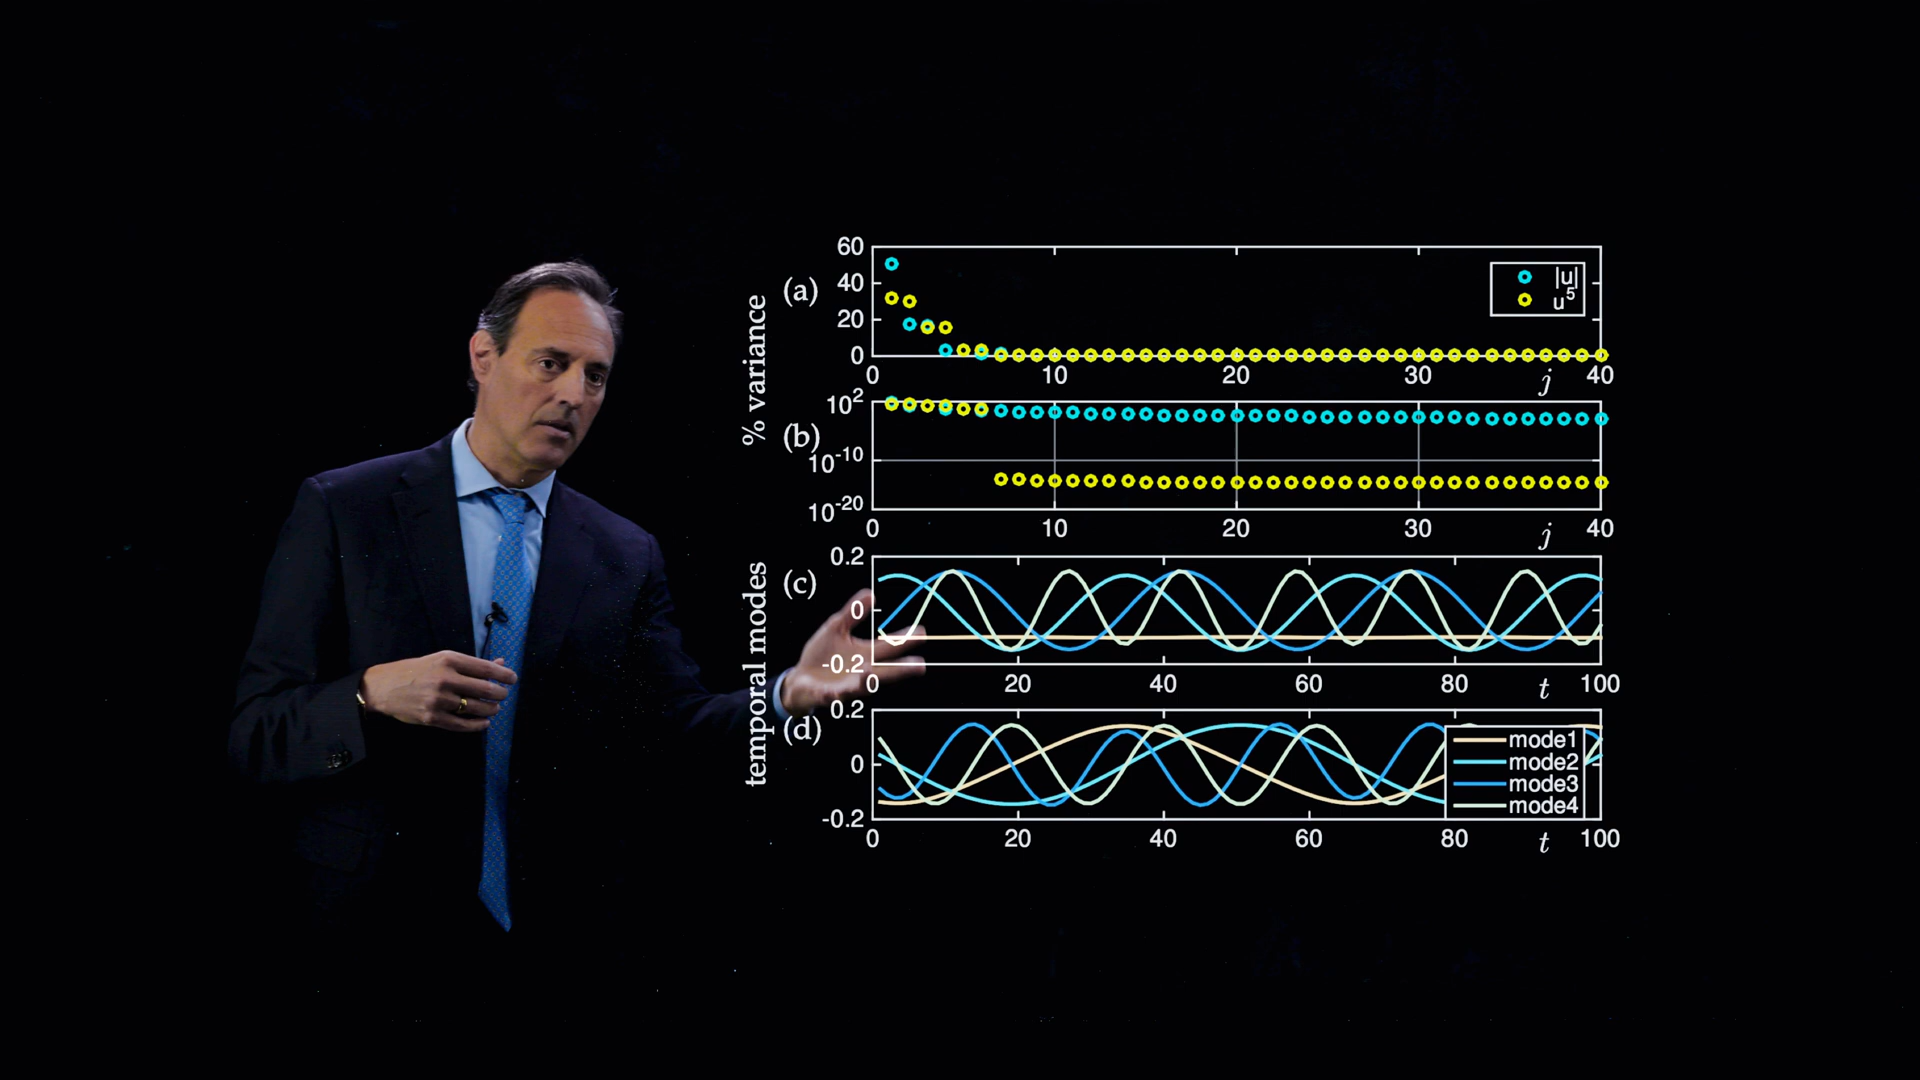 % variance
(a)
60
40
20
0
0 10 20 30 j 40
|u|
u^5
(b)
10^2
10^-10
10^-20
0 10 20 30 j 40
temporal modes
(c)
0.2
0
-0.2
0 20 40 60 80 t 100
(d)
0.2
0
-0.2
0 20 40 60 80 t 100
mode1
mode2
mode3
mode4